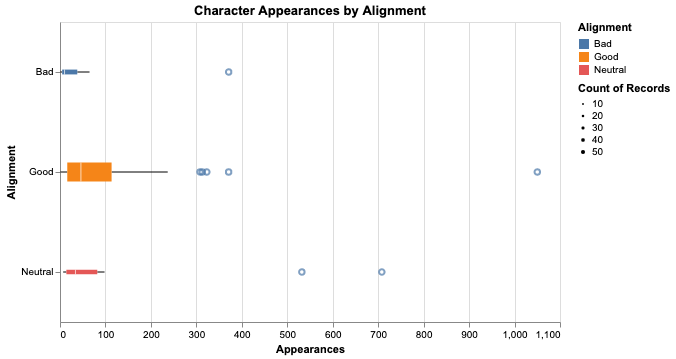 Character Appearances by Alignment
Alignment
Bad
Good
Neutral
0 100 200 300 400 500 600 700 800 900 1,000 1,100
Appearances
Alignment
Bad
Good
Neutral
Count of Records
10
20
30
40
50